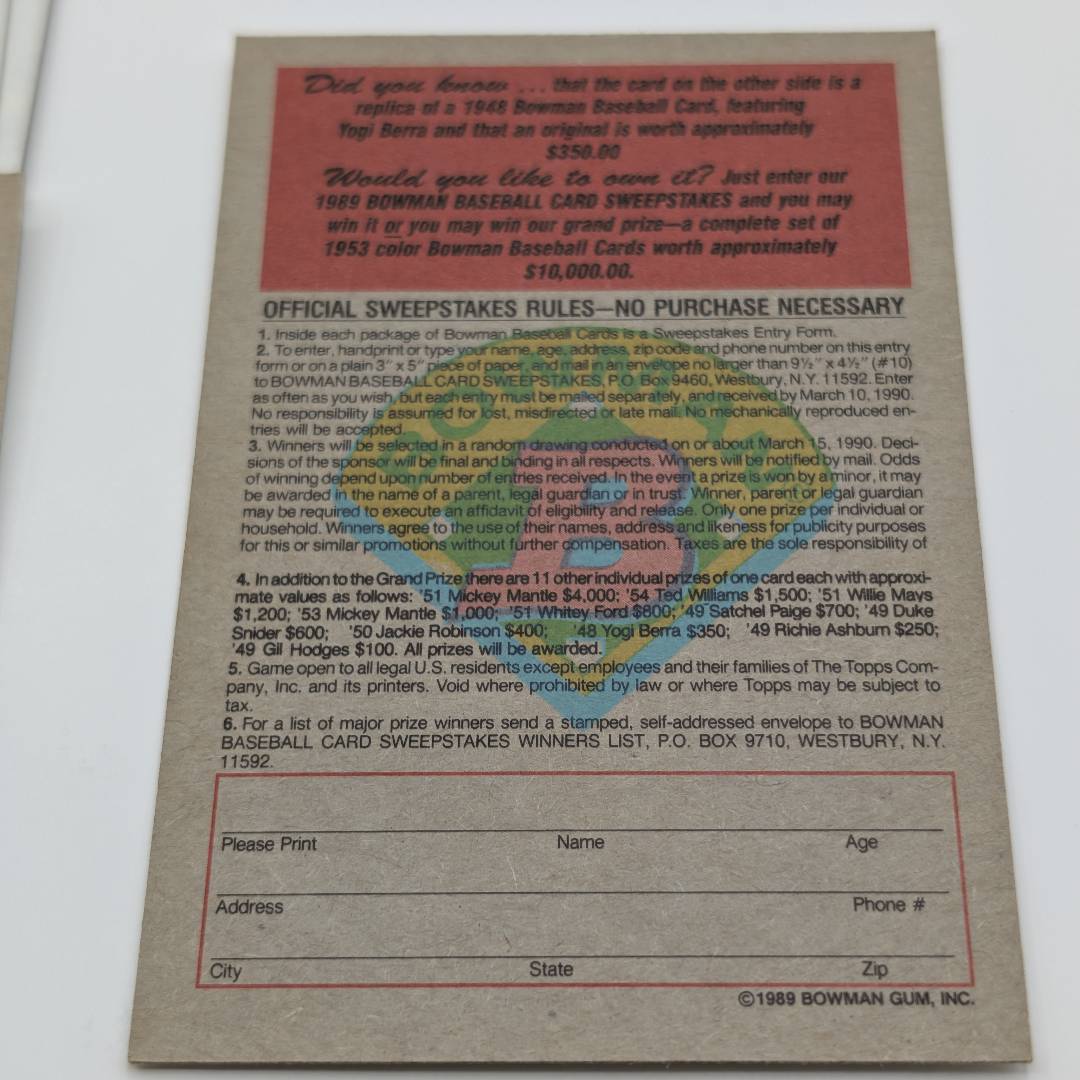 Did you know ... that the card on the other side is a
replica of a 1948 Bowman Baseball Card, featuring
Yogi Berra and that an original is worth approximately
$350.00
Would you like to own it? Just enter our
1989 BOWMAN BASEBALL CARD SWEEPSTAKES and you may
win it or you may win our grand prize—a complete set of
1953 color Bowman Baseball Cards worth approximately
$10,000.00.
OFFICIAL SWEEPSTAKES RULES—NO PURCHASE NECESSARY
1. Inside each package of Bowman Baseball Cards is a Sweepstakes Entry Form.
2. To enter, handprint or type your name, age, address, zip code and phone number on this entry
form or on a plain 3″ x 5″ piece of paper, and mail in an envelope no larger than 9½″ x 4½″ (#10)
to BOWMAN BASEBALL CARD SWEEPSTAKES, P.O. Box 9460, Westbury, N.Y. 11592. Enter
as often as you wish, but each entry must be mailed separately, and received by March 10, 1990.
No responsibility is assumed for lost, misdirected or late mail. No mechanically reproduced en-
tries will be accepted.
3. Winners will be selected in a random drawing conducted on or about March 15, 1990. Deci-
sions of the sponsor will be final and binding in all respects. Winners will be notified by mail. Odds
of winning depend upon number of entries received. In the event a prize is won by a minor, it may
be awarded in the name of a parent, legal guardian or in trust. Winner, parent or legal guardian
may be required to execute an affidavit of eligibility and release. Only one prize per individual or
household. Winners agree to the use of their names, address and likeness for publicity purposes
for this or similar promotions without further compensation. Taxes are the sole responsibility of
4. In addition to the Grand Prize there are 11 other individual prizes of one card each with approxi-
mate values as follows: '51 Mickey Mantle $4,000; '54 Ted Williams $1,500; '51 Willie Mays
$1,200; '53 Mickey Mantle $1,000; '51 Whitey Ford $800; '49 Satchel Paige $700; '49 Duke
Snider $600; '50 Jackie Robinson $400; '48 Yogi Berra $350; '49 Richie Ashburn $250;
'49 Gil Hodges $100. All prizes will be awarded.
5. Game open to all legal U.S. residents except employees and their families of The Topps Com-
pany, Inc. and its printers. Void where prohibited by law or where Topps may be subject to
tax.
6. For a list of major prize winners send a stamped, self-addressed envelope to BOWMAN
BASEBALL CARD SWEEPSTAKES WINNERS LIST, P.O. BOX 9710, WESTBURY, N.Y.
11592.
Please Print Name Age
Address Phone #
City State Zip
©1989 BOWMAN GUM, INC.
B